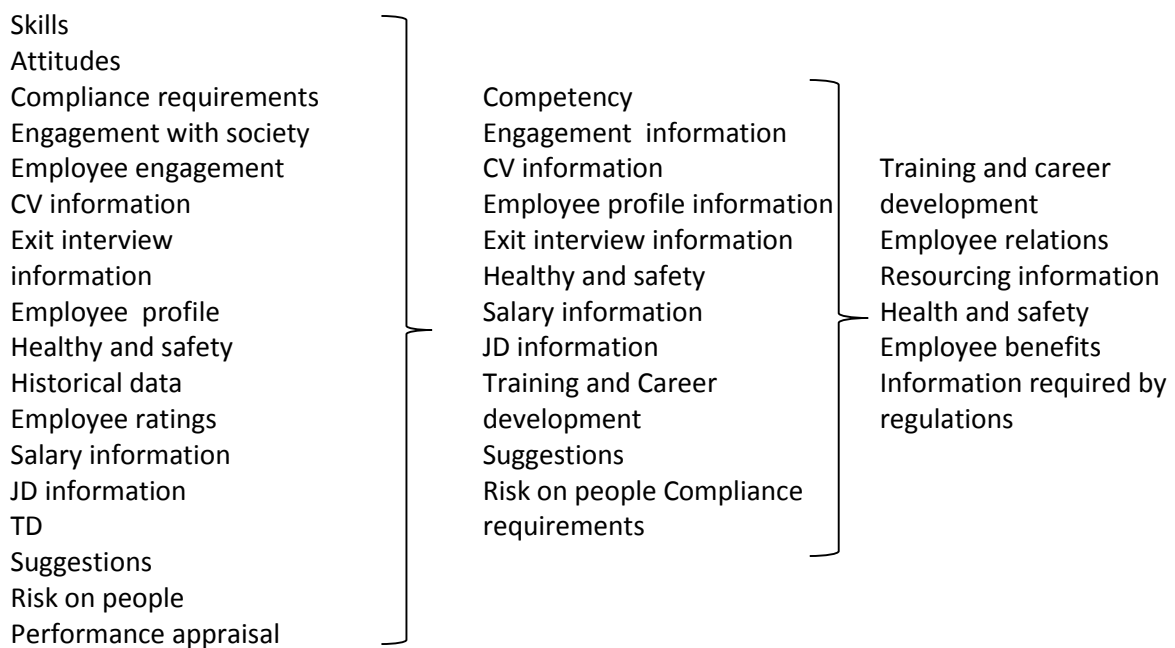 Skills
Attitudes
Compliance requirements
Engagement with society
Employee engagement
CV information
Exit interview
information
Employee  profile
Healthy and safety
Historical data
Employee ratings
Salary information
JD information
TD
Suggestions
Risk on people
Performance appraisal
Competency
Engagement  information
CV information
Employee profile information
Exit interview information
Healthy and safety
Salary information
JD information
Training and Career
development
Suggestions
Risk on people Compliance
requirements
Training and career
development
Employee relations
Resourcing information
Health and safety
Employee benefits
Information required by
regulations